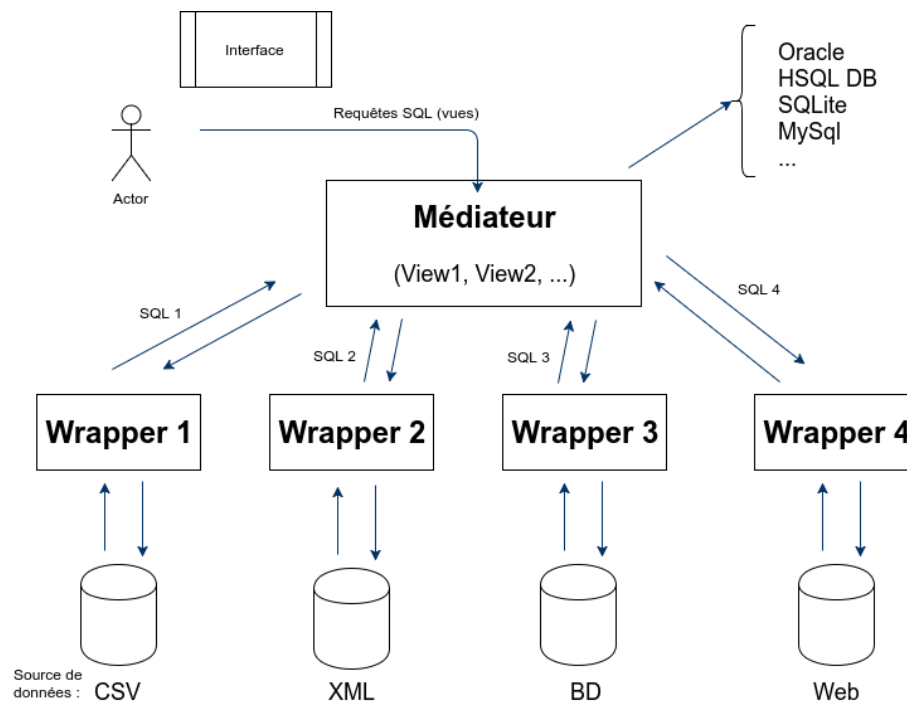 Interface
Oracle
HSQL DB
SQLite
MySql
...
Requêtes SQL (vues)
Actor
Médiateur
(View1, View2, ...)
SQL 1
SQL 2
SQL 3
SQL 4
Wrapper 1
Wrapper 2
Wrapper 3
Wrapper 4
Source de
données :
CSV
XML
BD
Web